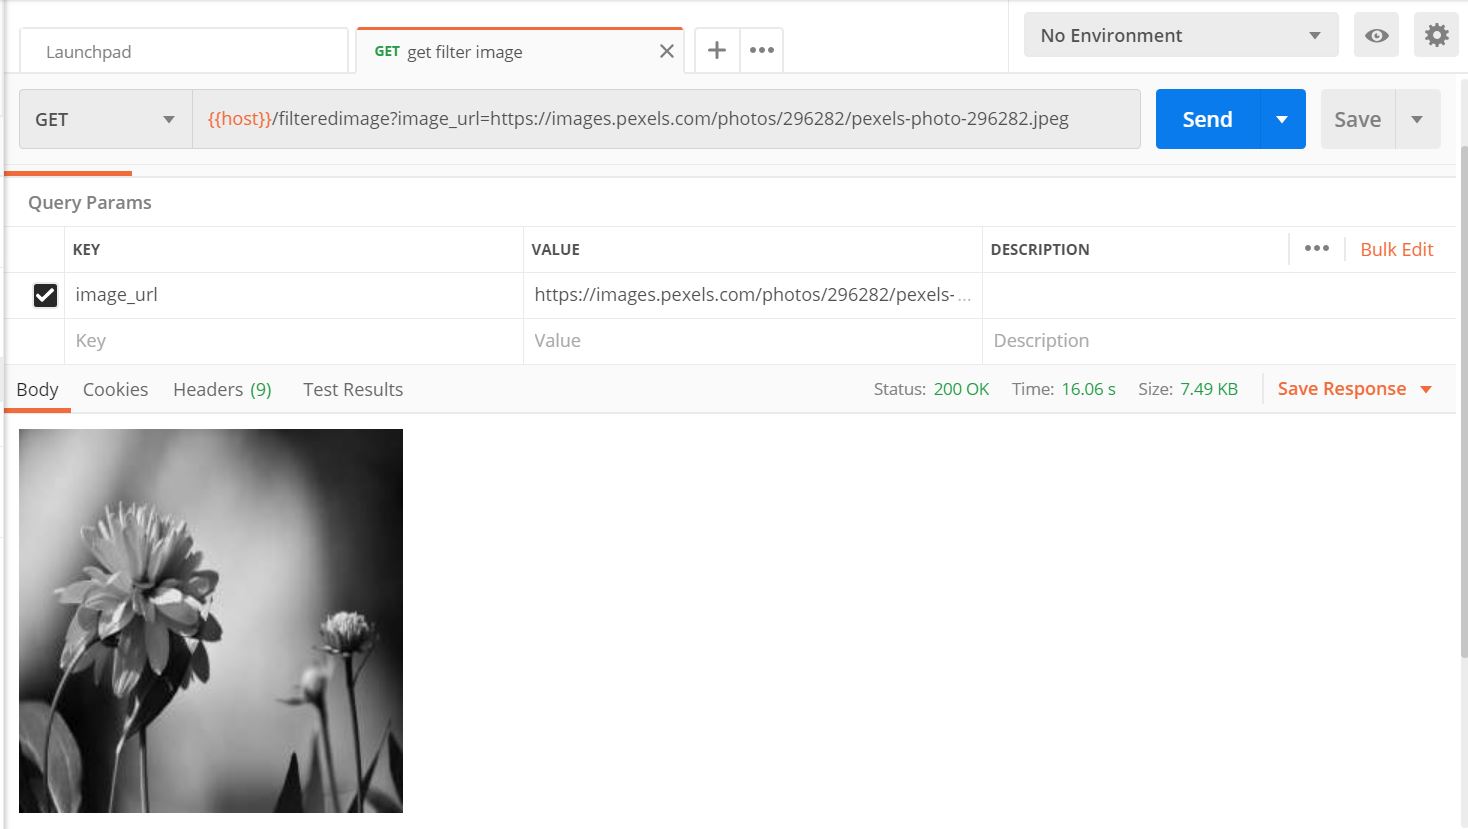 Launchpad
GET get filter image
No Environment
GET
{{host}}/filteredimage?image_url=https://images.pexels.com/photos/296282/pexels-photo-296282.jpeg
Send
Save
Query Params
KEY VALUE DESCRIPTION Bulk Edit
image_url https://images.pexels.com/photos/296282/pexels-...
Key Value Description
Body Cookies Headers (9) Test Results Status: 200 OK Time: 16.06 s Size: 7.49 KB Save Response